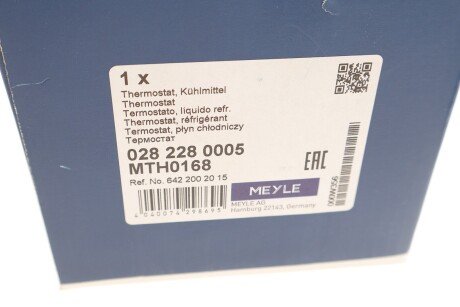 1 x
Thermostat, Kühlmittel
Thermostat
Termostato, liquido refr.
Thermostat, réfrigérant
Termostat, płyn chłodniczy
Термостат
028 228 0005
MTH0168
Ref. No. 642 200 20 15
EAC
MEYLE
MEYLE AG
Hamburg 22143, Germany
4 040074 298695